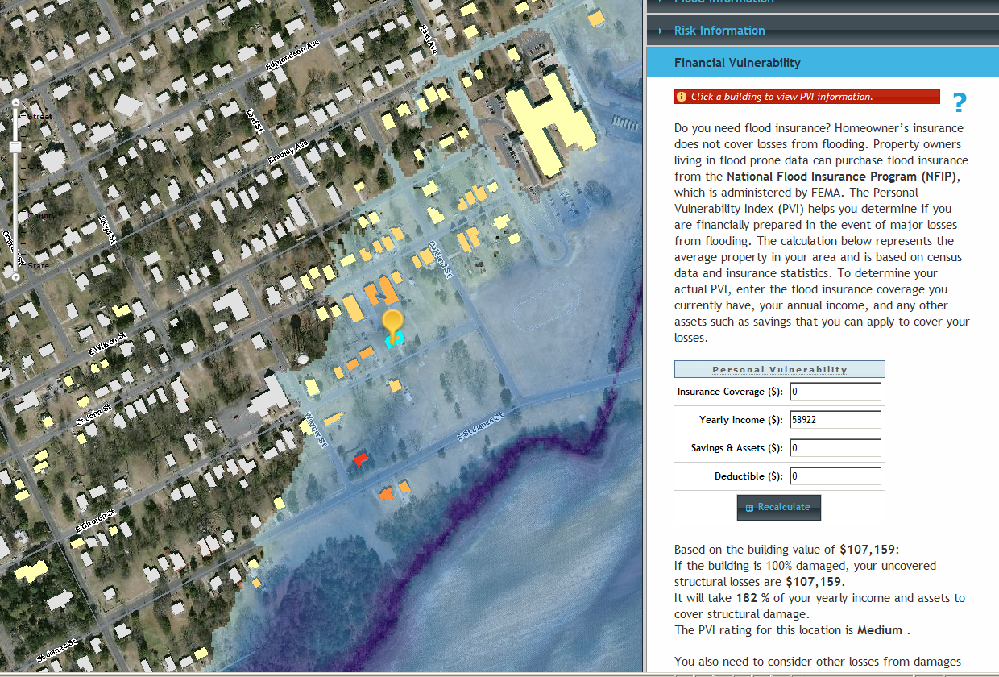 Flood Information
Risk Information
Financial Vulnerability
Click a building to view PVI information.
?
Do you need flood insurance? Homeowner's insurance
does not cover losses from flooding. Property owners
living in flood prone data can purchase flood insurance
from the National Flood Insurance Program (NFIP),
which is administered by FEMA. The Personal
Vulnerability Index (PVI) helps you determine if you
are financially prepared in the event of major losses
from flooding. The calculation below represents the
average property in your area and is based on census
data and insurance statistics. To determine your
actual PVI, enter the flood insurance coverage you
currently have, your annual income, and any other
assets such as savings that you can apply to cover your
losses.
Personal Vulnerability
Insurance Coverage ($): 0
Yearly Income ($): 58922
Savings & Assets ($): 0
Deductible ($): 0
Recalculate
Based on the building value of $107,159:
If the building is 100% damaged, your uncovered
structural losses are $107,159.
It will take 182 % of your yearly income and assets to
cover structural damage.
The PVI rating for this location is Medium .
You also need to consider other losses from damages
East Ave
Edmondson Ave
Leaf St
Bradley Ave
Street
County
State
Lloyd St
Oakland St
E Wilson St
St John St
Wagner St
E St James St
E Church St
St James St